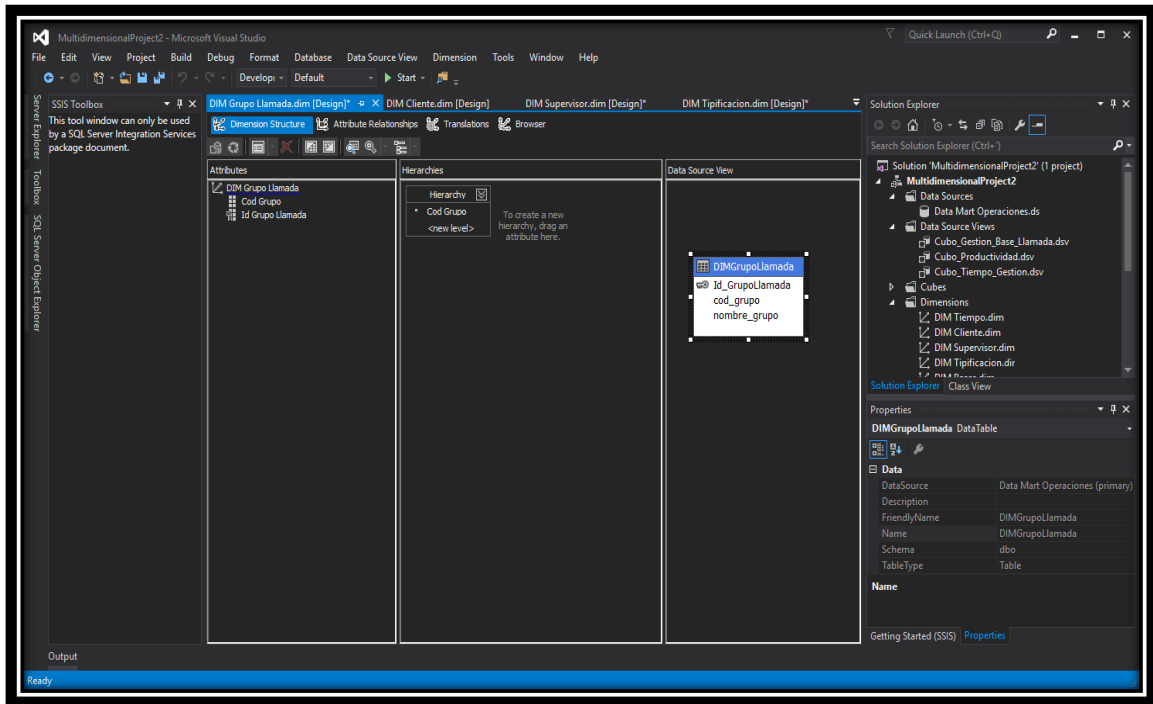 MultidimensionalProject2 - Microsoft Visual Studio
Quick Launch (Ctrl+Q)
File Edit View Project Build Debug Format Database Data Source View Dimension Tools Window Help
Developi Default Start
Server Explorer
Toolbox
SQL Server Object Explorer
SSIS Toolbox
This tool window can only be used
by a SQL Server Integration Services
package document.
DIM Grupo Llamada.dim [Design]* DIM Cliente.dim [Design] DIM Supervisor.dim [Design]* DIM Tipificacion.dim [Design]*
Dimension Structure Attribute Relationships Translations Browser
Attributes
DIM Grupo Llamada
Cod Grupo
Id Grupo Llamada
Hierarchies
Hierarchy
Cod Grupo
<new level>
To create a new
hierarchy, drag an
attribute here.
Data Source View
DIMGrupoLlamada
Id_GrupoLlamada
cod_grupo
nombre_grupo
Solution Explorer
Search Solution Explorer (Ctrl+¨)
Solution 'MultidimensionalProject2' (1 project)
MultidimensionalProject2
Data Sources
Data Mart Operaciones.ds
Data Source Views
Cubo_Gestion_Base_Llamada.dsv
Cubo_Productividad.dsv
Cubo_Tiempo_Gestion.dsv
Cubes
Dimensions
DIM Tiempo.dim
DIM Cliente.dim
DIM Supervisor.dim
DIM Tipificacion.dir
Solution Explorer Class View
Properties
DIMGrupoLlamada DataTable
Data
DataSource Data Mart Operaciones (primary)
Description
FriendlyName DIMGrupoLlamada
Name DIMGrupoLlamada
Schema dbo
TableType Table
Name
Getting Started (SSIS) Properties
Output
Ready